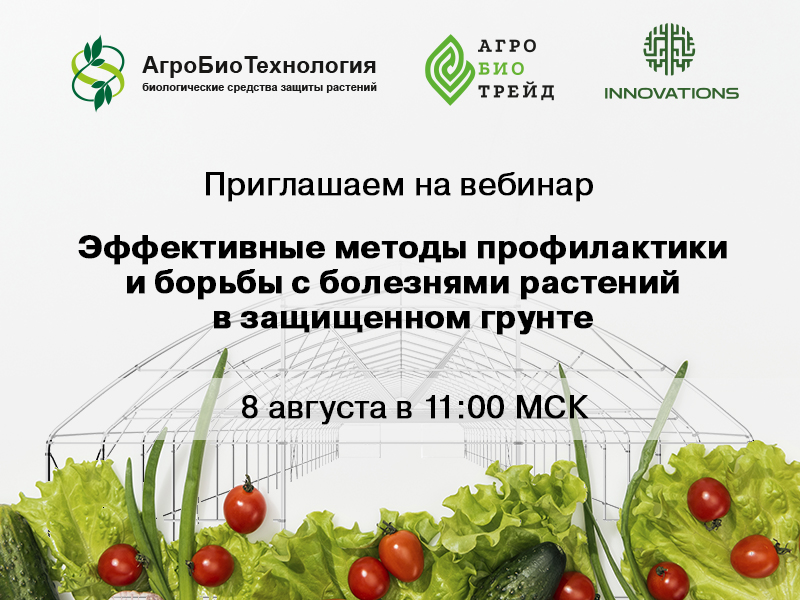 АгроБиоТехнология
биологические средства защиты растений
АГРО
БИО
ТРЕЙД
INNOVATIONS
Приглашаем на вебинар
Эффективные методы профилактики
и борьбы с болезнями растений
в защищенном грунте
8 августа в 11:00 МСК